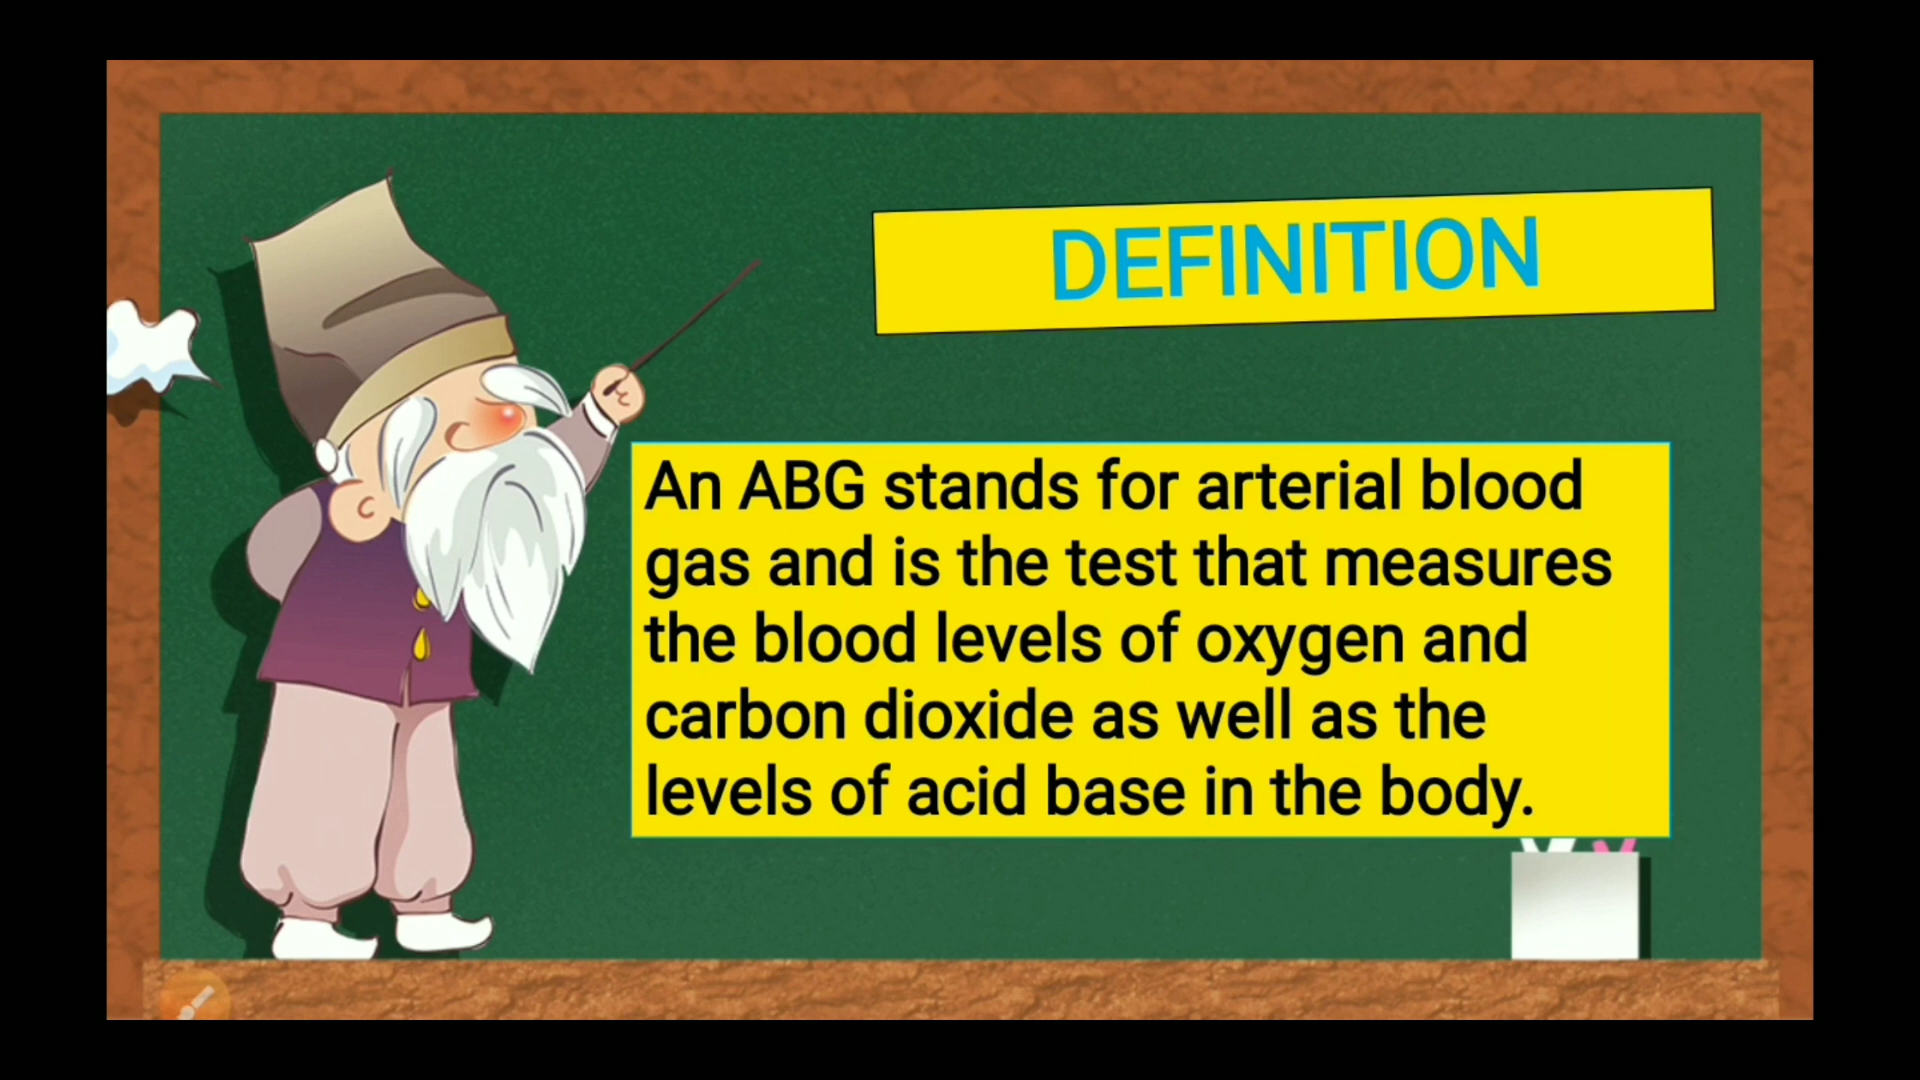 DEFINITION
An ABG stands for arterial blood
gas and is the test that measures
the blood levels of oxygen and
carbon dioxide as well as the
levels of acid base in the body.